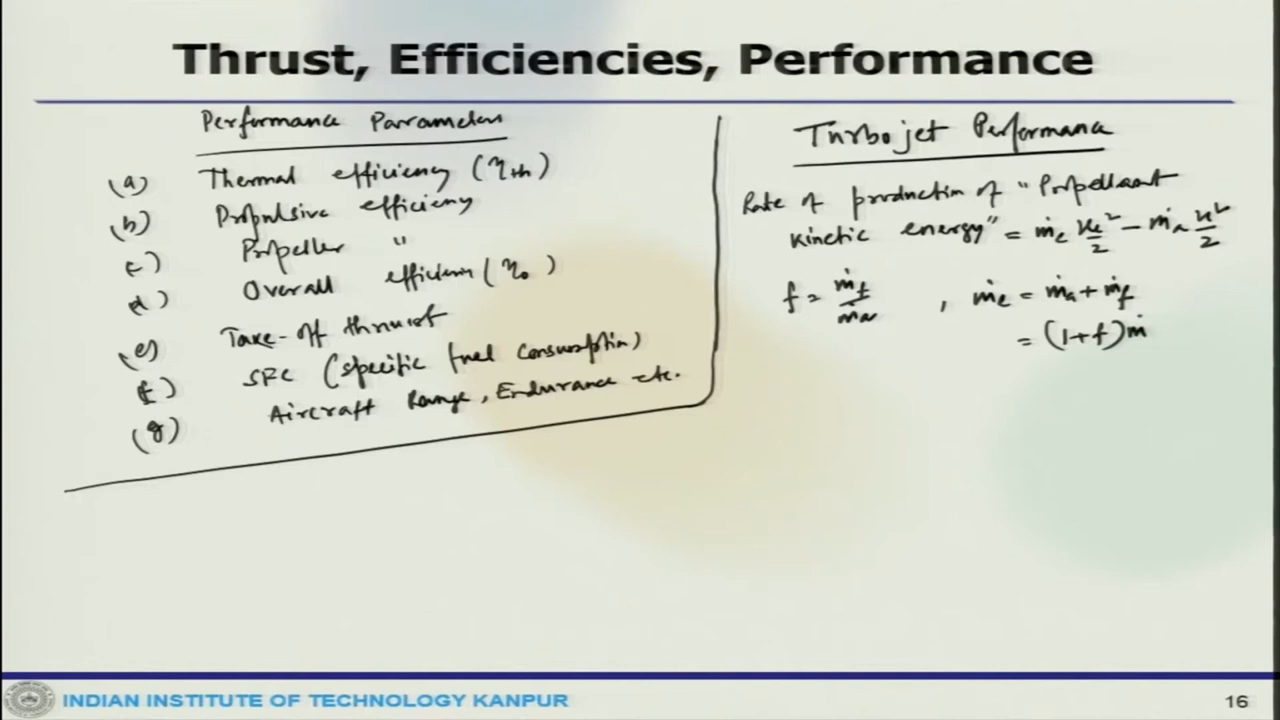 Thrust, Efficiencies, Performance
Performance Parameters
(a) Thermal efficiency (ηth)
(b) Propulsive efficiency
(c) Propeller "
(d) Overall efficiency (ηo)
(e) Take-off thrust
(f) SFC (specific fuel consumption)
(g) Aircraft Range, Endurance etc.
Turbojet Performance
Rate of production of "Propellant
kinetic energy" = ṁe ue²/2 − ṁa u²/2
f = ṁf/ṁa , ṁe = ṁa + ṁf
= (1+f)ṁ
INDIAN INSTITUTE OF TECHNOLOGY KANPUR
16